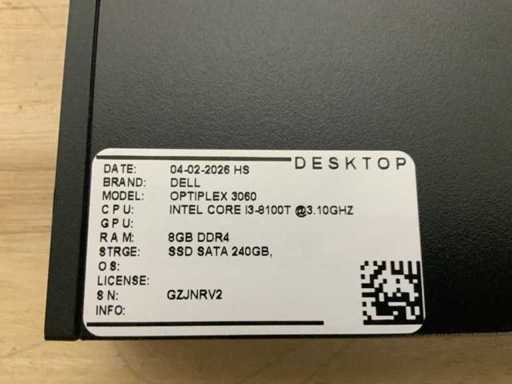 DESKTOP
DATE: 04-02-2026 HS
BRAND: DELL
MODEL: OPTIPLEX 3060
CPU: INTEL CORE I3-8100T @3.10GHZ
GPU:
RAM: 8GB DDR4
STRGE: SSD SATA 240GB,
OS:
LICENSE:
SN: GZJNRV2
INFO: